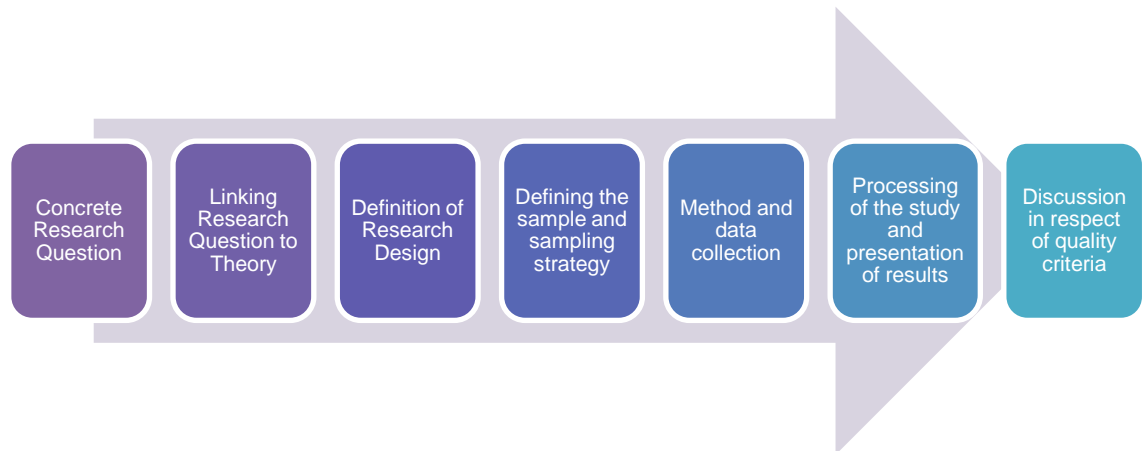 Concrete
Research
Question
Linking
Research
Question to
Theory
Definition of
Research
Design
Defining the
sample and
sampling
strategy
Method and
data
collection
Processing
of the study
and
presentation
of results
Discussion
in respect
of quality
criteria